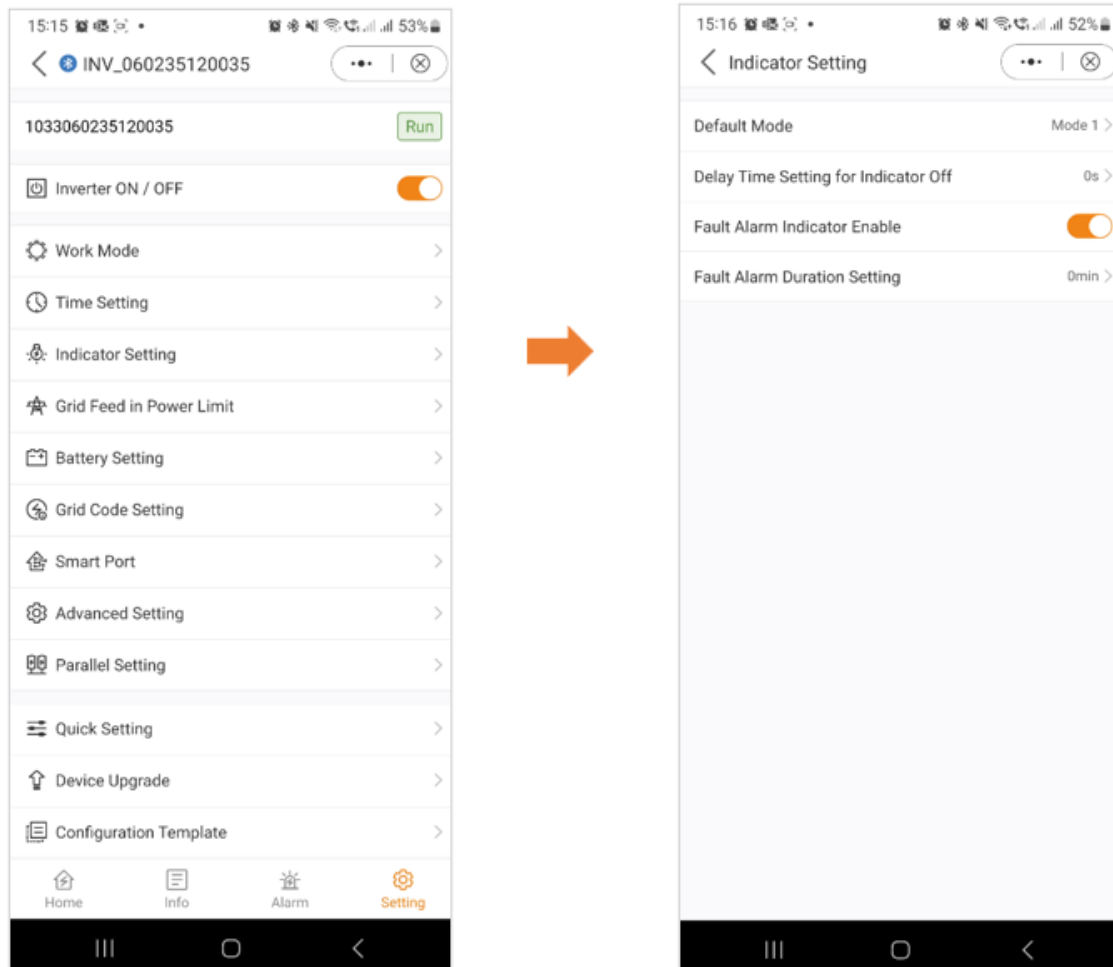 15:15
53%
INV_060235120035
1033060235120035
Run
Inverter ON / OFF
Work Mode
Time Setting
Indicator Setting
Grid Feed in Power Limit
Battery Setting
Grid Code Setting
Smart Port
Advanced Setting
Parallel Setting
Quick Setting
Device Upgrade
Configuration Template
Home
Info
Alarm
Setting
15:16
52%
Indicator Setting
Default Mode
Mode 1
Delay Time Setting for Indicator Off
0s
Fault Alarm Indicator Enable
Fault Alarm Duration Setting
0min